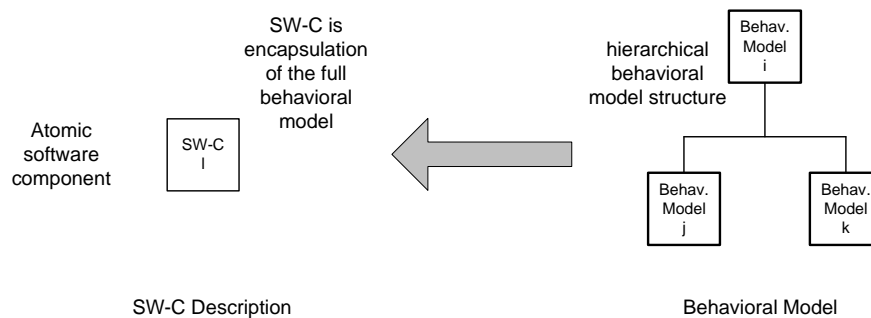 SW-C is
encapsulation
of the full
behavioral
model
hierarchical
behavioral
model structure
Behav.
Model
i
Atomic
software
component
SW-C
I
Behav.
Model
j
Behav.
Model
k
SW-C Description
Behavioral Model